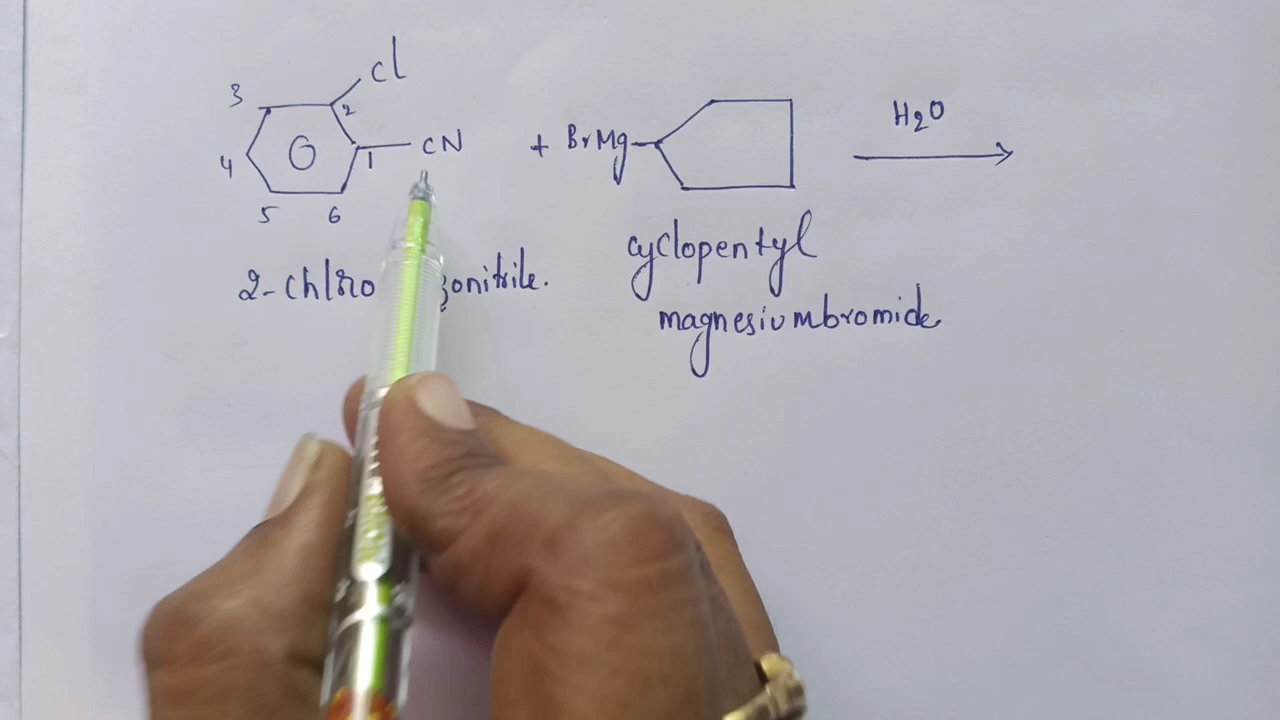 Cl
3
2
CN
+ BrMg
H2O
4
1
5
6
2-chlro onitrile.
cyclopentyl
magnesiumbromide